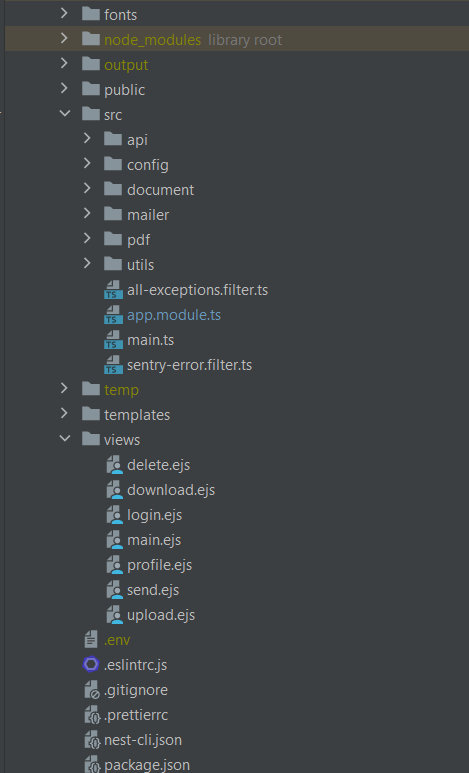 fonts
node_modules library root
output
public
src
api
config
document
mailer
pdf
utils
all-exceptions.filter.ts
app.module.ts
main.ts
sentry-error.filter.ts
temp
templates
views
delete.ejs
download.ejs
login.ejs
main.ejs
profile.ejs
send.ejs
upload.ejs
.env
.eslintrc.js
.gitignore
.prettierrc
nest-cli.json
package.json